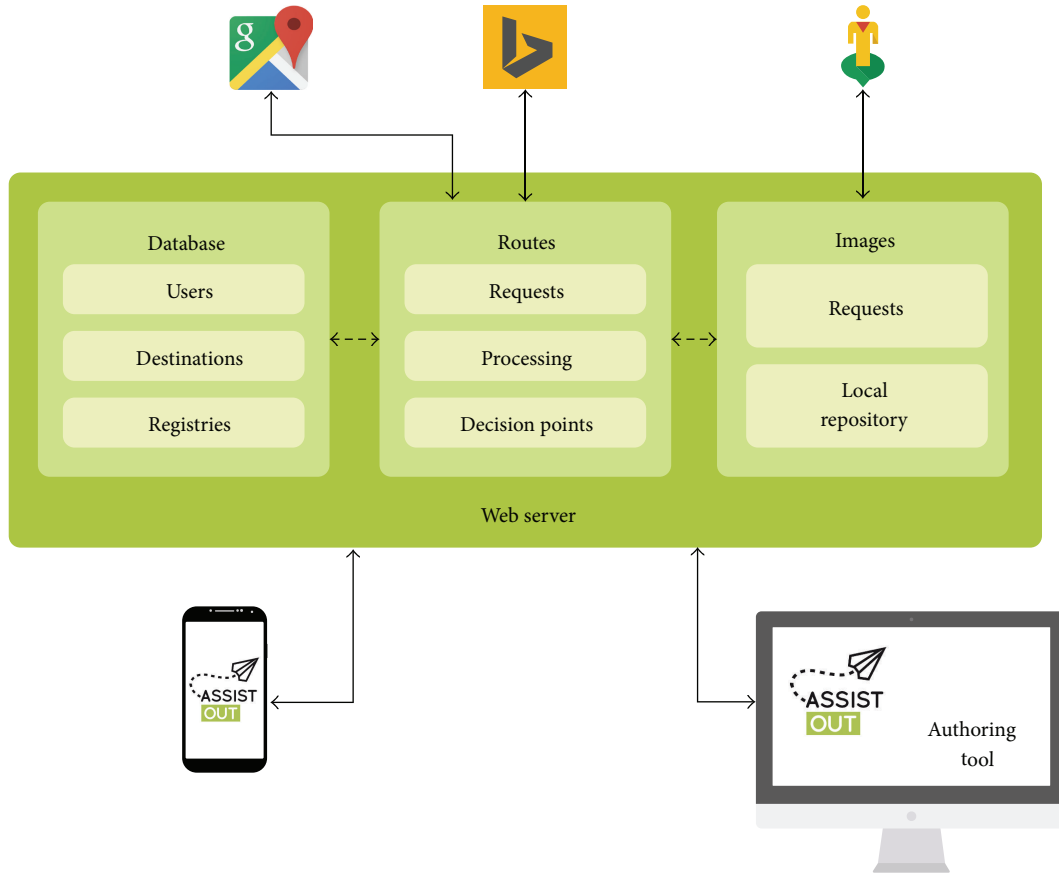 g
Database
Users
Destinations
Registries
Routes
Requests
Processing
Decision points
Images
Requests
Local
repository
Web server
ASSIST
OUT
ASSIST
OUT
Authoring
tool